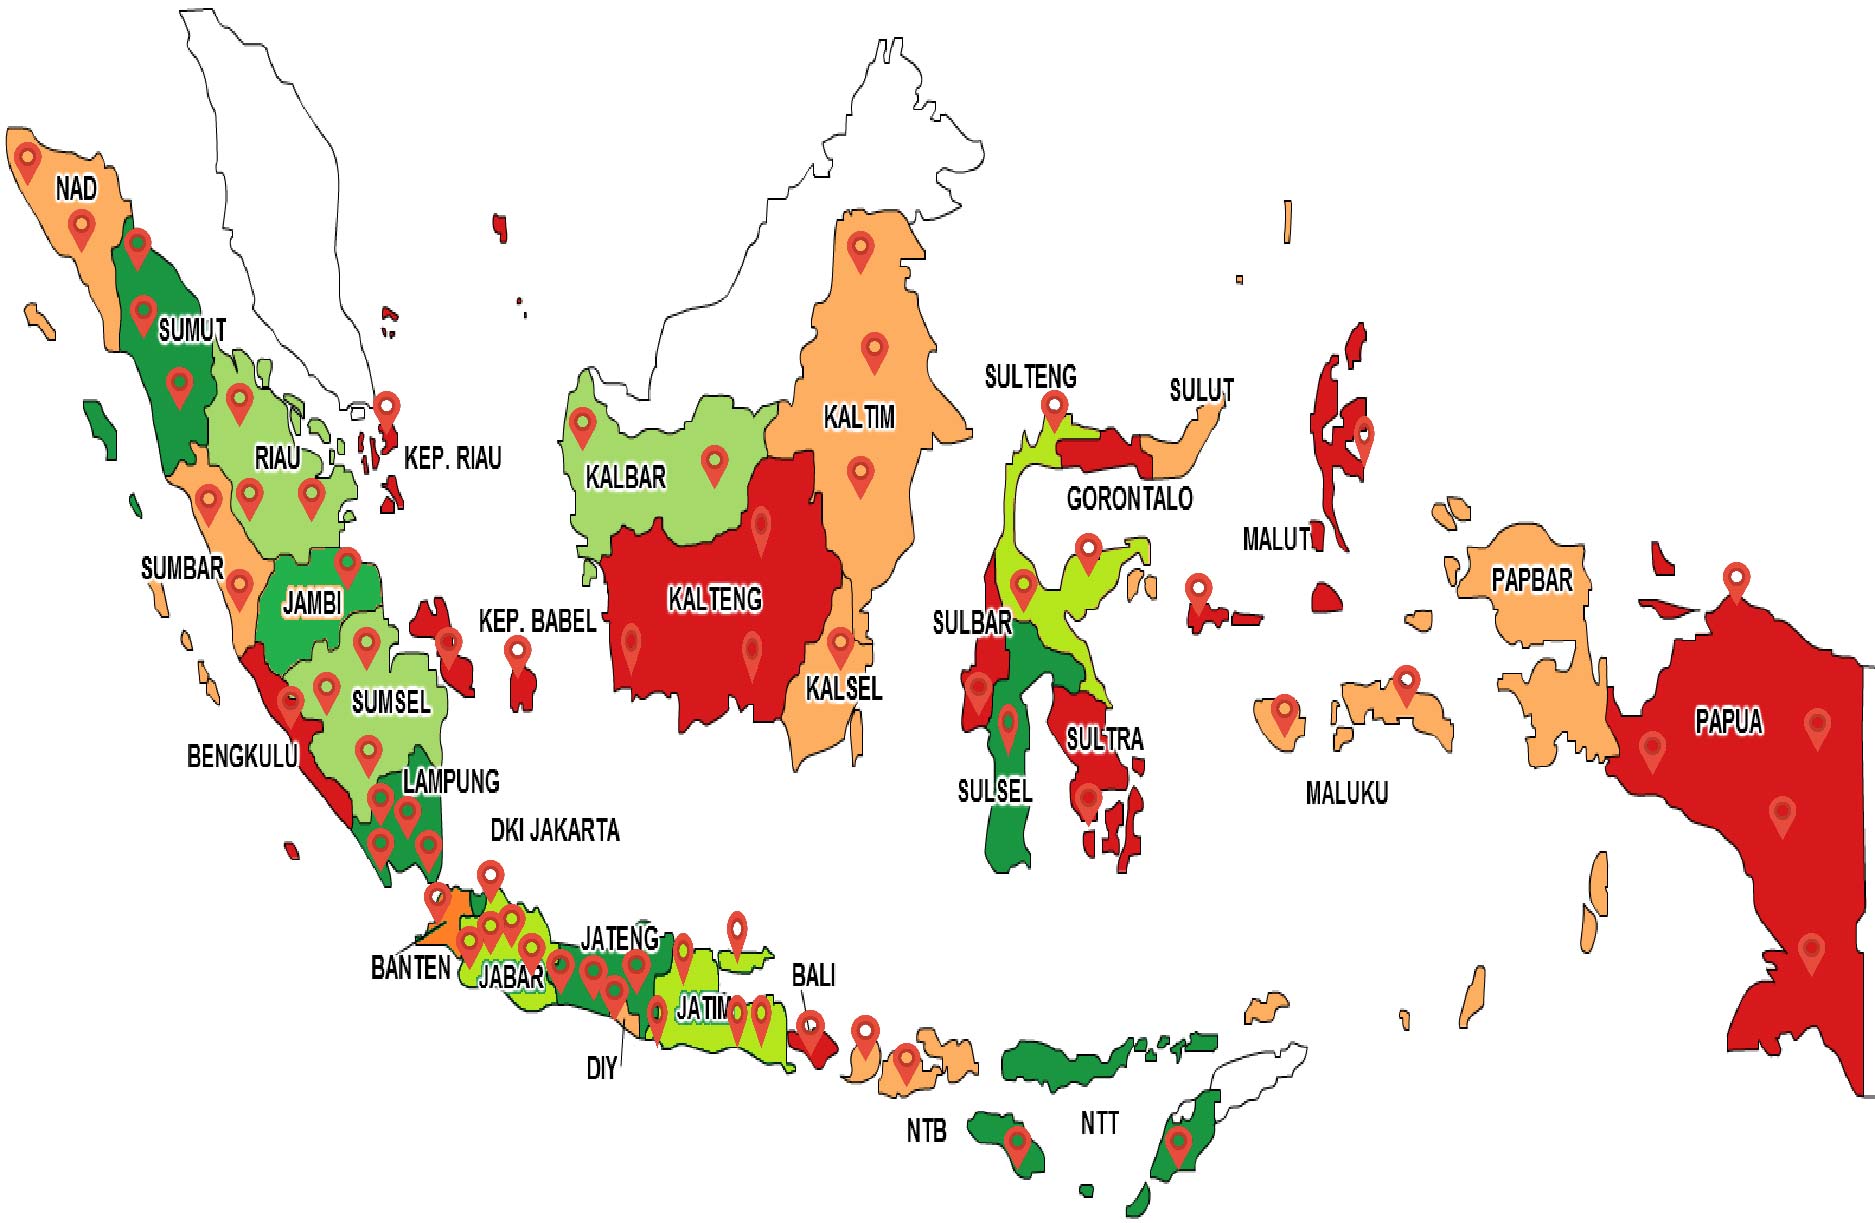 NAD
SUMUT
RIAU
KEP. RIAU
SUMBAR
JAMBI
KEP. BABEL
SUMSEL
BENGKULU
LAMPUNG
DKI JAKARTA
BANTEN
JABAR
JATENG
DIY
JATIM
BALI
NTB
NTT
KALBAR
KALTENG
KALTIM
KALSEL
SULTENG
SULUT
GORONTALO
SULBAR
SULSEL
SULTRA
MALUT
MALUKU
PAPBAR
PAPUA